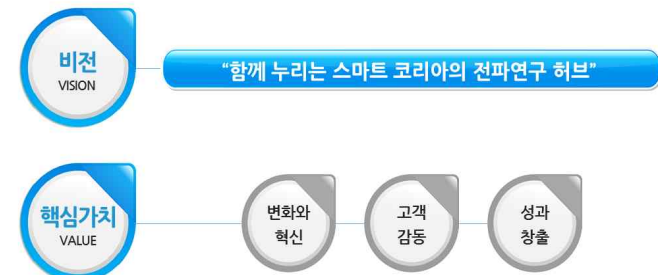 비전
VISION
“함께 누리는 스마트 코리아의 전파연구 허브”
핵심가치
VALUE
변화와
혁신
고객
감동
성과
창출